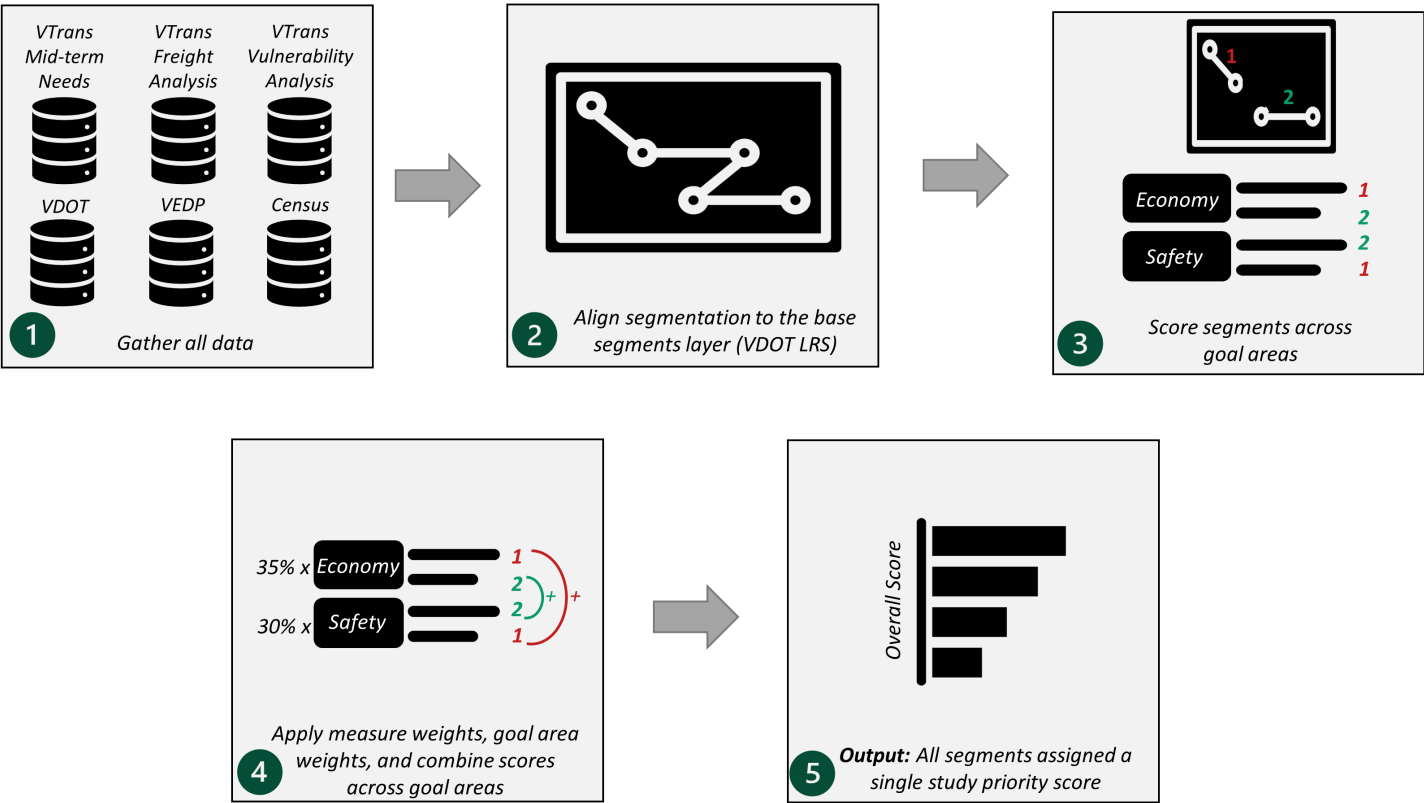 VTrans
Mid-term
Needs
VTrans
Freight
Analysis
VTrans
Vulnerability
Analysis
VDOT
VEDP
Census
1
Gather all data
2
Align segmentation to the base
segments layer (VDOT LRS)
1
2
Economy
1
2
Safety
2
1
3
Score segments across
goal areas
35% x
Economy
1
2
30% x
Safety
2
1
+
+
4
Apply measure weights, goal area
weights, and combine scores
across goal areas
Overall Score
5
Output: All segments assigned a
single study priority score